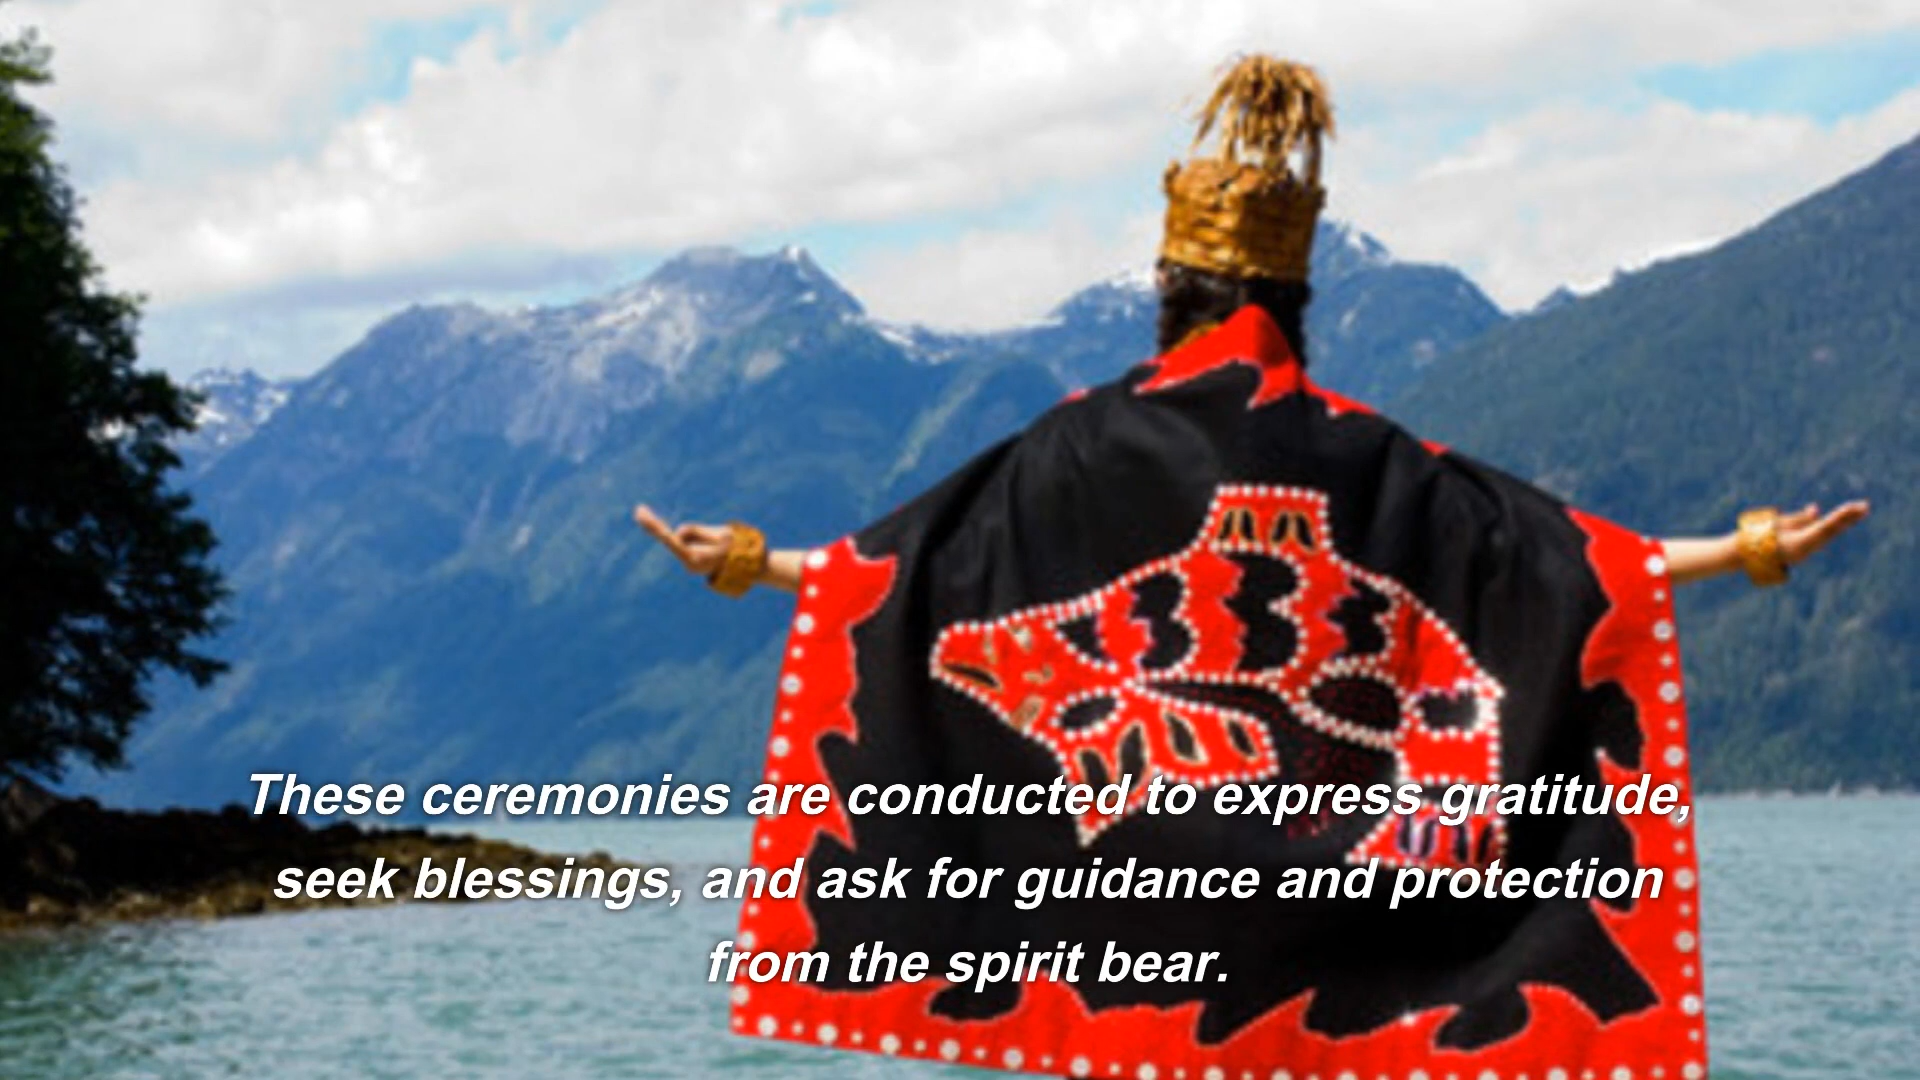 These ceremonies are conducted to express gratitude,
seek blessings, and ask for guidance and protection
from the spirit bear.